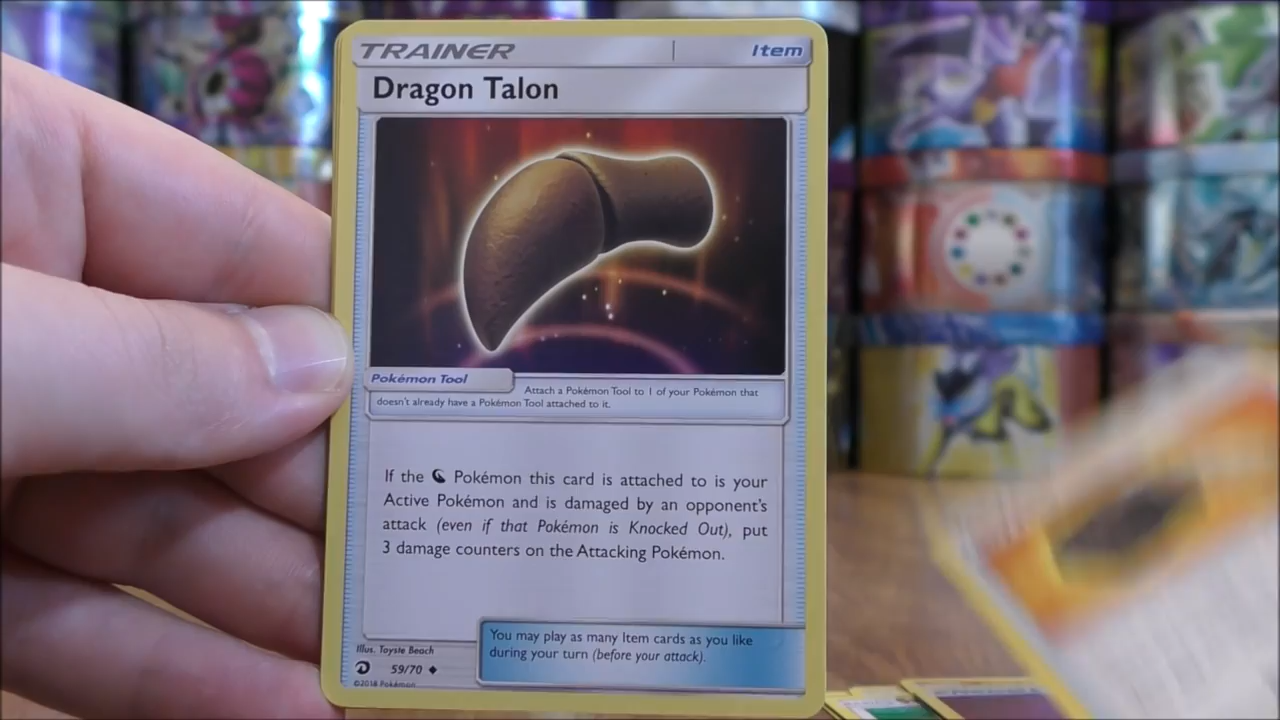 TRAINER Item
Dragon Talon
Pokémon Tool
Attach a Pokémon Tool to 1 of your Pokémon that
doesn't already have a Pokémon Tool attached to it.
If the Pokémon this card is attached to is your
Active Pokémon and is damaged by an opponent's
attack (even if that Pokémon is Knocked Out), put
3 damage counters on the Attacking Pokémon.
You may play as many Item cards as you like
during your turn (before your attack).
Illus. Toyste Beach
59/70
©2018 Pokémon